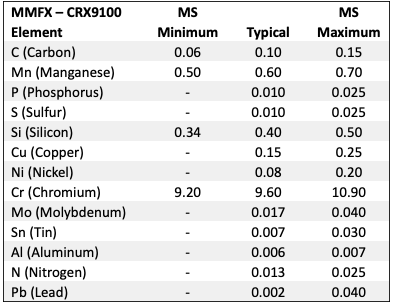 MMFX – CRX9100 MS MS
Element Minimum Typical Maximum
C (Carbon) 0.06 0.10 0.15
Mn (Manganese) 0.50 0.60 0.70
P (Phosphorus) - 0.010 0.025
S (Sulfur) - 0.010 0.025
Si (Silicon) 0.34 0.40 0.50
Cu (Copper) - 0.15 0.25
Ni (Nickel) - 0.08 0.20
Cr (Chromium) 9.20 9.60 10.90
Mo (Molybdenum) - 0.017 0.040
Sn (Tin) - 0.007 0.030
Al (Aluminum) - 0.006 0.007
N (Nitrogen) - 0.013 0.025
Pb (Lead) - 0.002 0.040